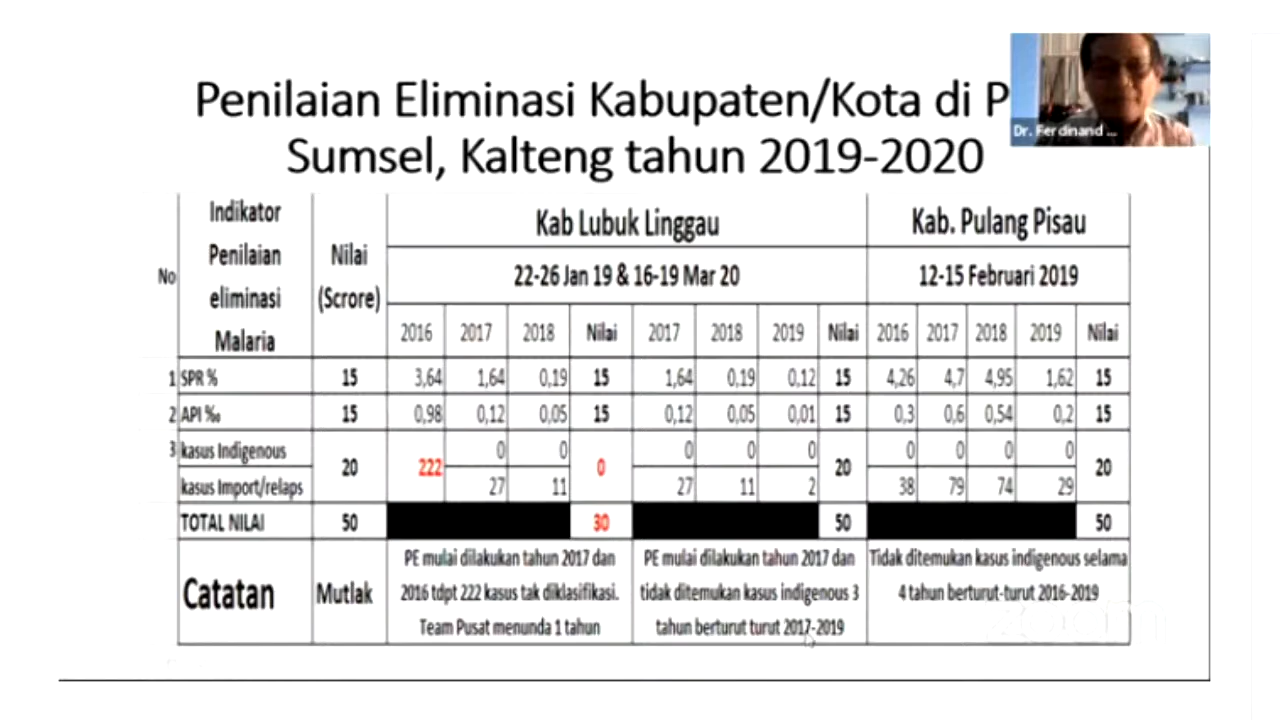 Penilaian Eliminasi Kabupaten/Kota di P
Sumsel, Kalteng tahun 2019-2020
Dr. Ferdinand ...
No
Indikator
Penilaian
eliminasi
Malaria
Nilai
(Scrore)
Kab Lubuk Linggau
Kab. Pulang Pisau
22-26 Jan 19 & 16-19 Mar 20
12-15 Februari 2019
2016 2017 2018 Nilai 2017 2018 2019 Nilai 2016 2017 2018 2019 Nilai
1 SPR % 15 3,64 1,64 0,19 15 1,64 0,19 0,12 15 4,26 4,7 4,95 1,62 15
2 API ‰ 15 0,98 0,12 0,05 15 0,12 0,05 0,01 15 0,3 0,6 0,54 0,2 15
3 kasus Indigenous 20 222 0 0 0 0 0 0 20 0 0 0 0 20
kasus Import/relaps 27 11 27 11 2 38 79 74 29
TOTAL NILAI 50 30 50 50
Catatan
Mutlak
PE mulai dilakukan tahun 2017 dan
2016 tdpt 222 kasus tak diklasifikasi.
Team Pusat menunda 1 tahun
PE mulai dilakukan tahun 2017 dan
tidak ditemukan kasus indigenous 3
tahun berturut turut 2017-2019
Tidak ditemukan kasus indigenous selama
4 tahun berturut-turut 2016-2019
zoom